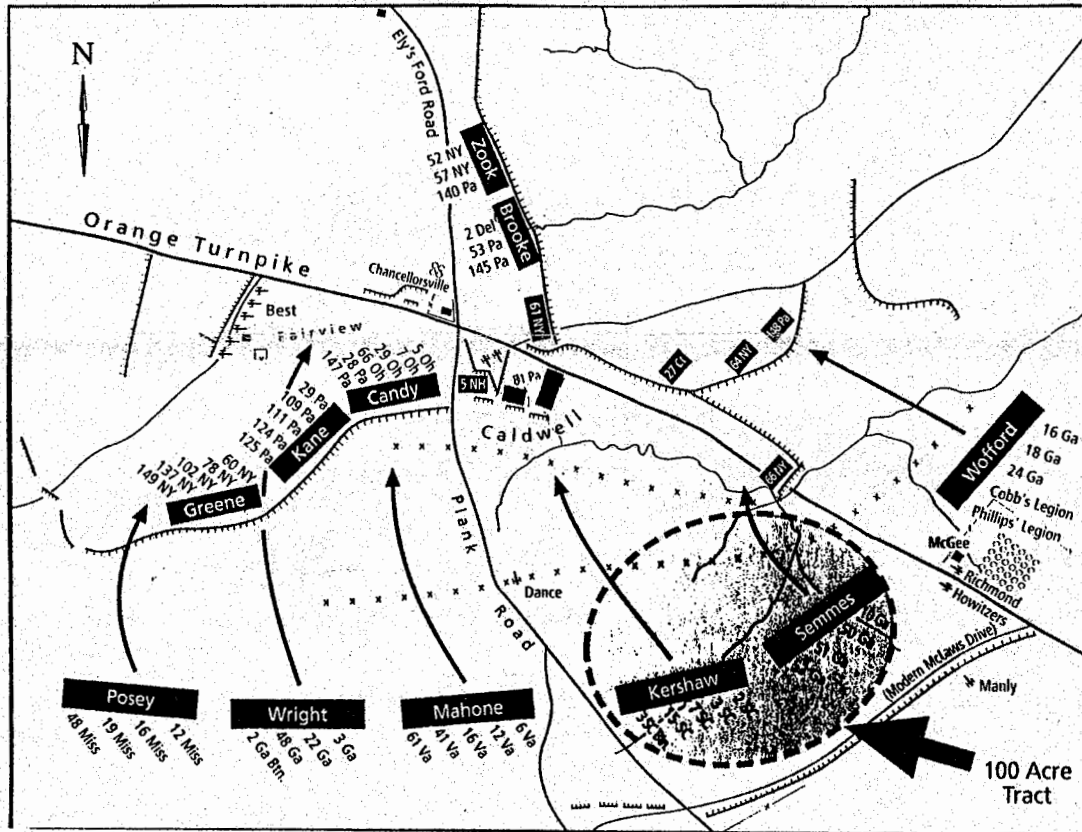 N
Ely's Ford Road
52 NY
57 NY
140 Pa
Zook
2 Del
53 Pa
145 Pa
Brooke
61 NY
Orange Turnpike
Chancellorsville
Best
Fairview
5 Oh
7 Oh
29 Oh
66 Oh
28 Pa
147 Pa
Candy
29 Pa
109 Pa
111 Pa
124 Pa
125 Pa
Kane
60 NY
78 NY
102 NY
137 NY
149 NY
Greene
5 NH
81 Pa
Caldwell
27 Ct
64 NY
66 NY
Wofford
16 Ga
18 Ga
24 Ga
Cobb's Legion
Phillips' Legion
McGee
Richmond
Howitzers
Plank
Road
Dance
Semmes
10 Ga
Kershaw
(Modern McLaws Drive)
Manly
Posey
48 Miss
19 Miss
16 Miss
12 Miss
Wright
2 Ga Btn.
48 Ga
22 Ga
3 Ga
Mahone
61 Va
41 Va
16 Va
12 Va
6 Va
100 Acre
Tract